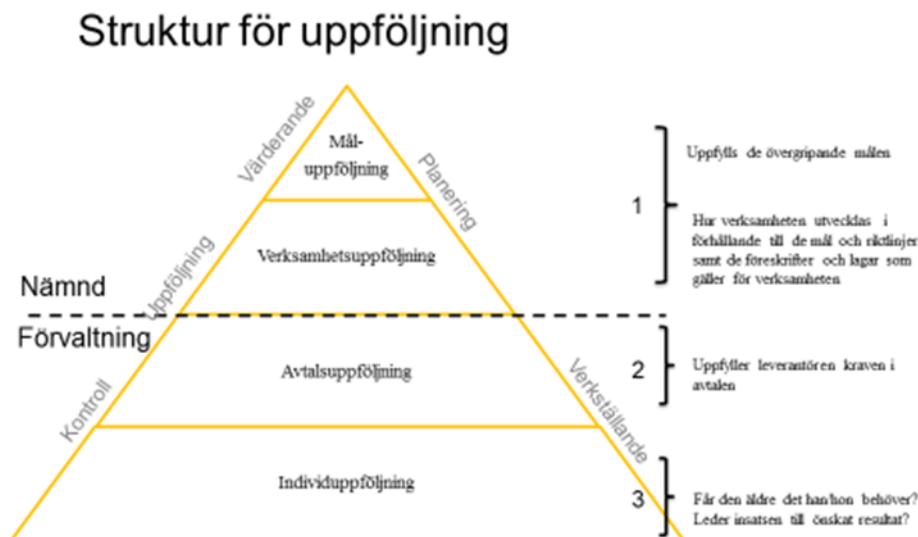 Struktur för uppföljning
Värderande
Mål-
uppföljning
Planering
1
Uppfylls de övergripande målen
Hur verksamheten utvecklas i
förhållande till de mål och riktlinjer
samt de föreskrifter och lagar som
gäller för verksamheten
Uppföljning
Verksamhetsuppföljning
Nämnd
Förvaltning
Kontroll
Avtalsuppföljning
Verkställande
2
Uppfyller leverantören kraven i
avtalen
Individuppföljning
3
Får den äldre det han/hon behöver?
Leder insatsen till önskat resultat?